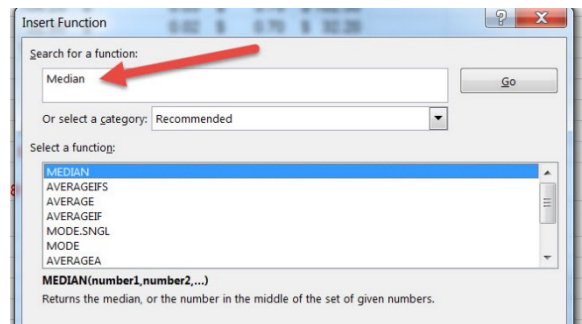 Insert Function
Search for a function:
Median
Go
Or select a category: Recommended
Select a function:
MEDIAN
AVERAGEIFS
AVERAGE
AVERAGEIF
MODE.SNGL
MODE
AVERAGEA
MEDIAN(number1,number2,...)
Returns the median, or the number in the middle of the set of given numbers.